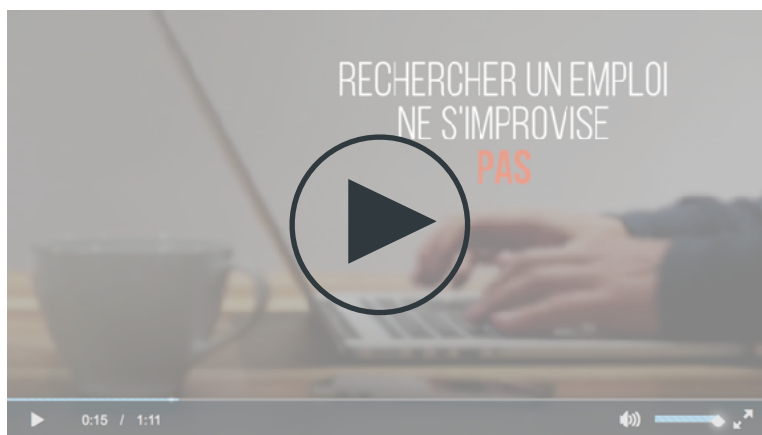 RECHERCHER UN EMPLOI
NE S'IMPROVISE
PAS
0:15 / 1:11